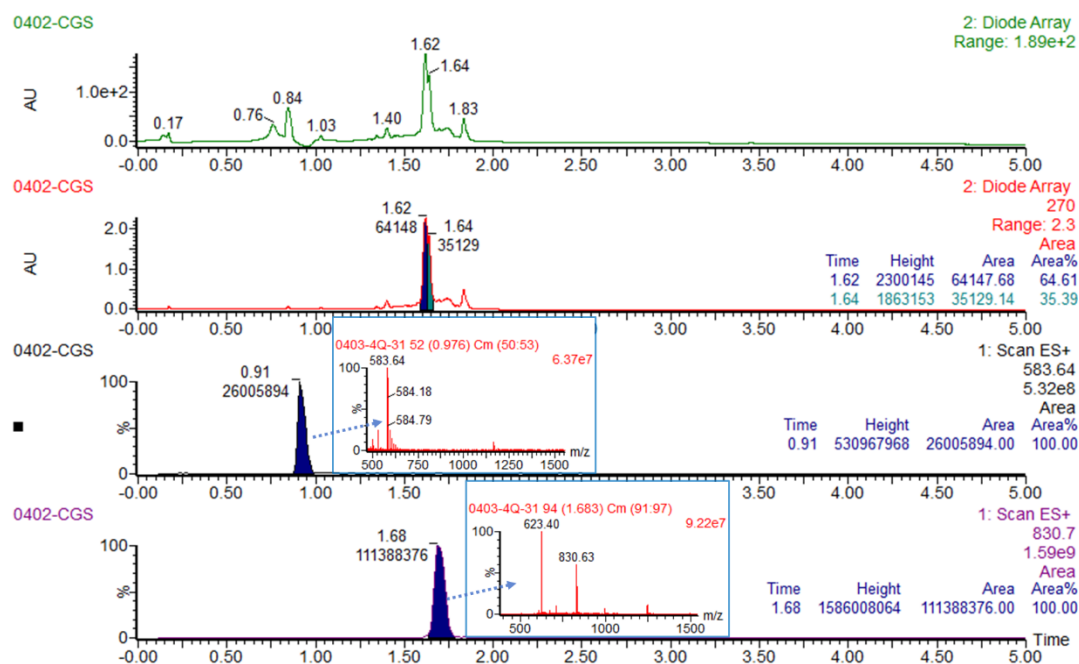 0402-CGS
2: Diode Array
Range: 1.89e+2
AU
1.0e+2
0.0
0.17
0.76
0.84
1.03
1.40
1.62
1.64
1.83
-0.00 0.50 1.00 1.50 2.00 2.50 3.00 3.50 4.00 4.50 5.00
0402-CGS
2: Diode Array
270
Range: 2.3
Area
AU
2.0
1.0
0.0
1.62
64148
1.64
35129
Time Height Area Area%
1.62 2300145 64147.68 64.61
1.64 1863153 35129.14 35.39
-0.00 0.50 1.00 1.50 2.00 2.50 3.00 3.50 4.00 4.50 5.00
0402-CGS
1: Scan ES+
583.64
5.32e8
Area
%
100
0
0.91
26005894
0403-4Q-31 52 (0.976) Cm (50:53)
6.37e7
%
100
0
583.64
584.18
584.79
500 750 1000 1250 1500 m/z
Time Height Area Area%
0.91 530967968 26005894.00 100.00
-0.00 0.50 1.00 1.50 3.50 4.00 4.50 5.00
0402-CGS
1: Scan ES+
830.7
1.59e9
Area
%
100
0
1.68
111388376
0403-4Q-31 94 (1.683) Cm (91:97)
9.22e7
%
100
0
623.40
830.63
500 1000 1500 m/z
Time Height Area Area%
1.68 1586008064 111388376.00 100.00
Time
-0.00 0.50 1.00 1.50 2.00 2.50 3.00 3.50 4.00 4.50 5.00